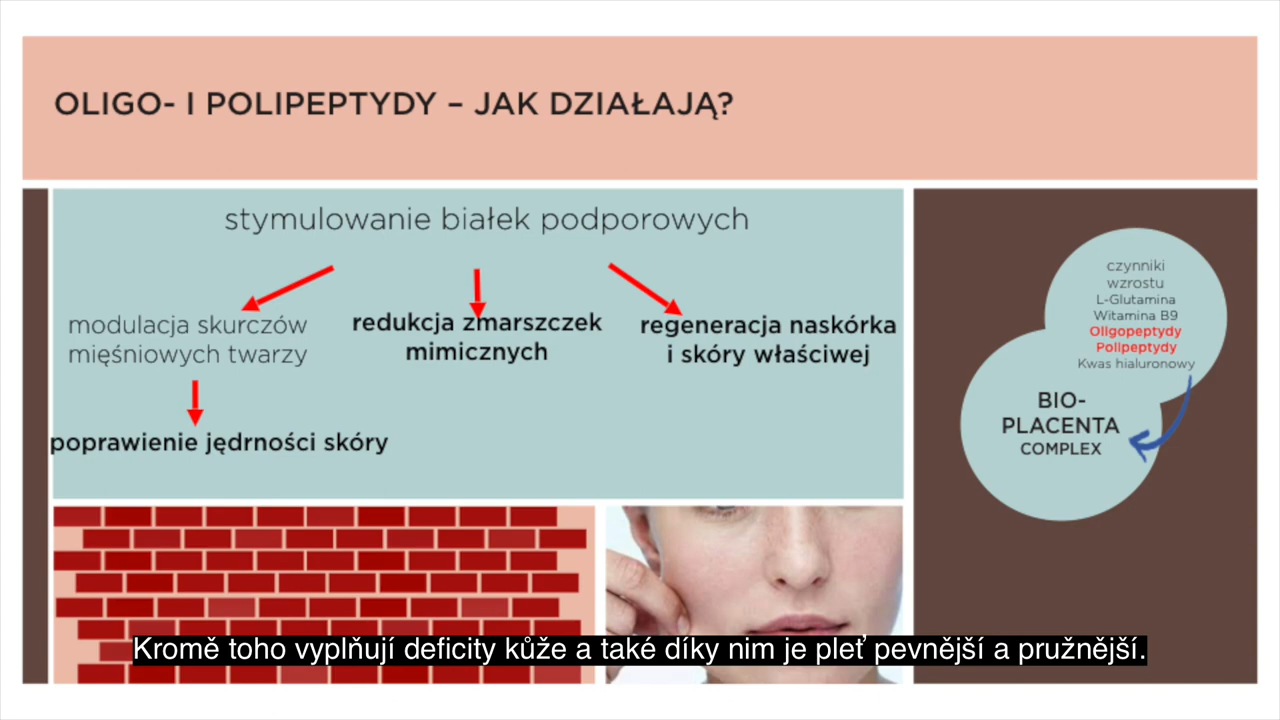 OLIGO- I POLIPEPTYDY – JAK DZIAŁAJĄ?
stymulowanie białek podporowych
modulacja skurczów
mięśniowych twarzy
redukcja zmarszczek
mimicznych
regeneracja naskórka
i skóry właściwej
poprawienie jędrności skóry
czynniki
wzrostu
L-Glutamina
Witamina B9
Oligopeptydy
Polipeptydy
Kwas hialuronowy
BIO-
PLACENTA
COMPLEX
Kromě toho vyplňují deficity kůže a také díky nim je pleť pevnější a pružnější.